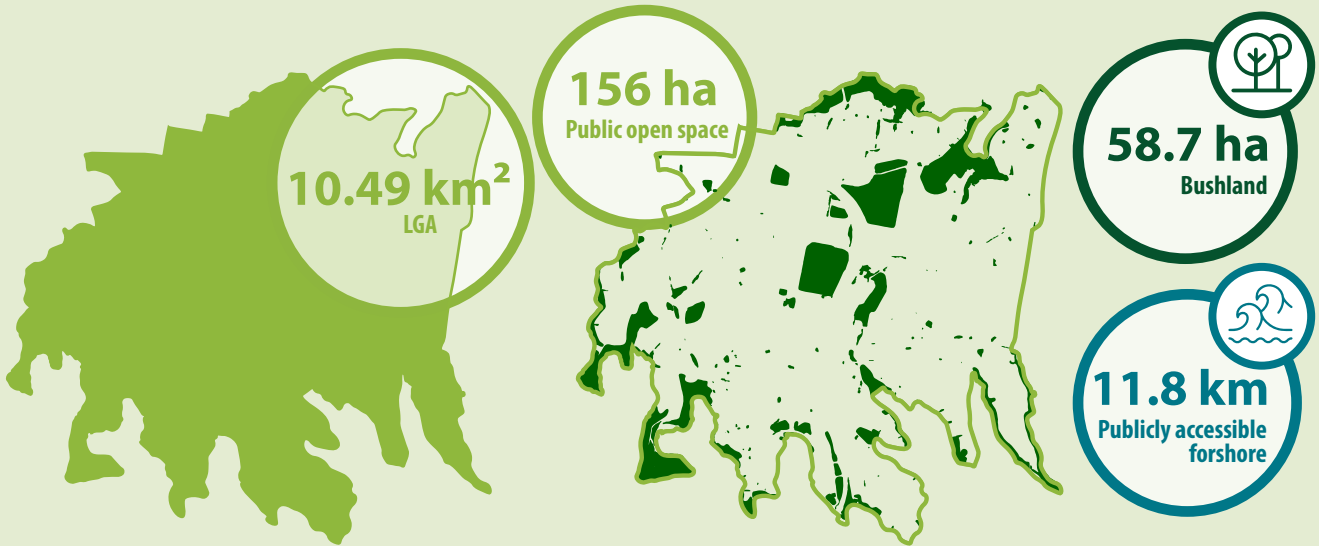 10.49 km²
LGA
156 ha
Public open space
58.7 ha
Bushland
11.8 km
Publicly accessible
forshore